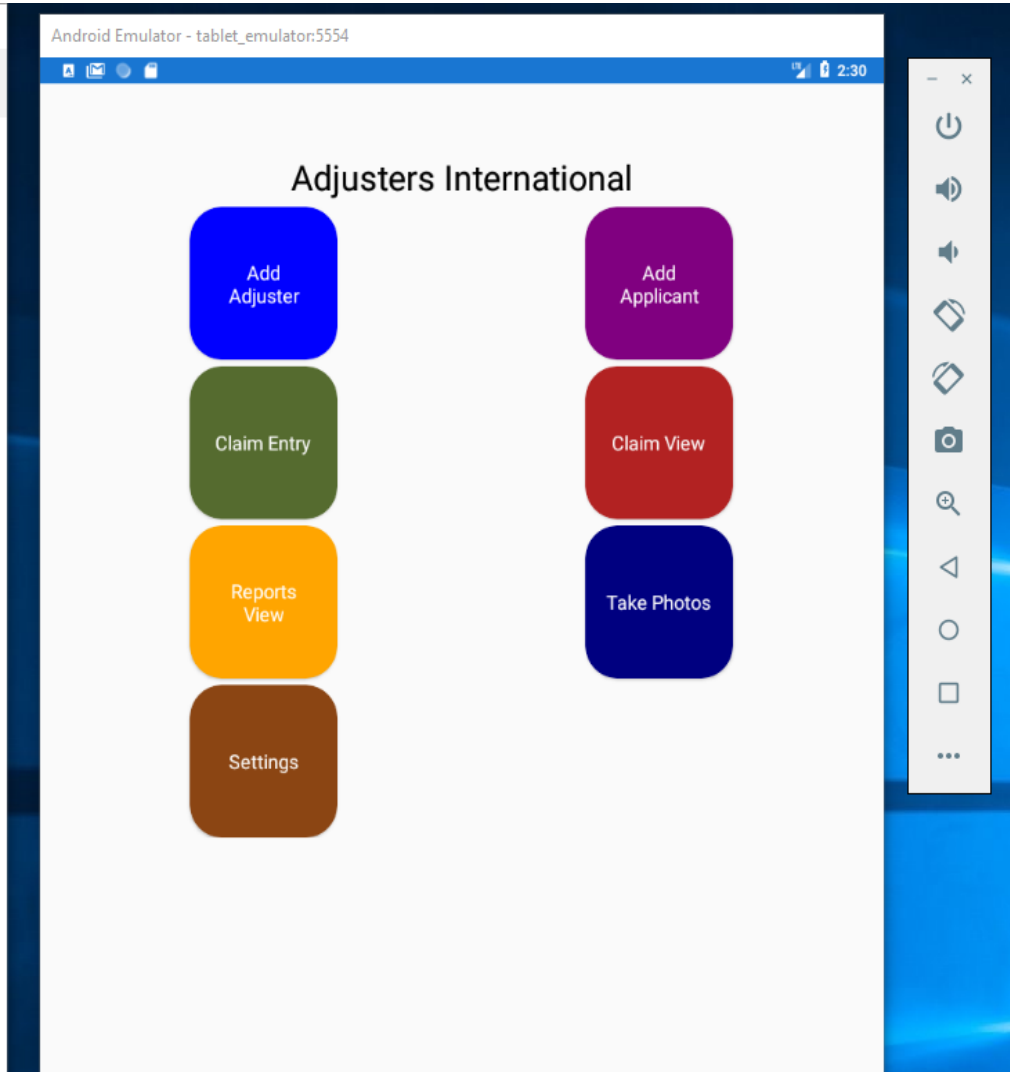 Android Emulator - tablet_emulator:5554
LTE 2:30
Adjusters International
Add
Adjuster
Add
Applicant
Claim Entry
Claim View
Reports
View
Take Photos
Settings